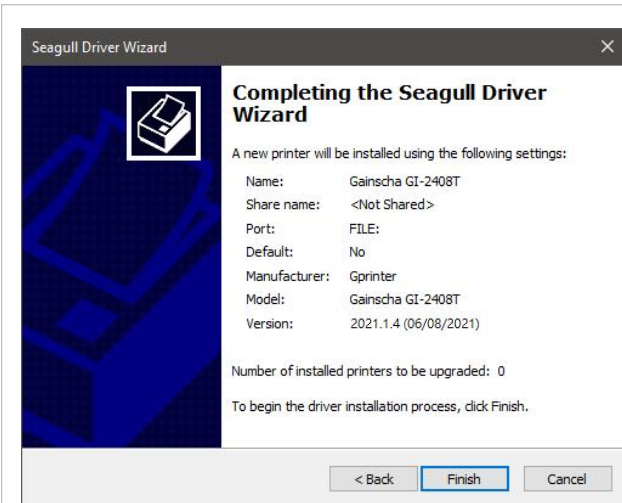 Seagull Driver Wizard
Completing the Seagull Driver
Wizard
A new printer will be installed using the following settings:
Name: Gainscha GI-2408T
Share name: <Not Shared>
Port: FILE:
Default: No
Manufacturer: Gprinter
Model: Gainscha GI-2408T
Version: 2021.1.4 (06/08/2021)
Number of installed printers to be upgraded: 0
To begin the driver installation process, click Finish.
< Back Finish Cancel